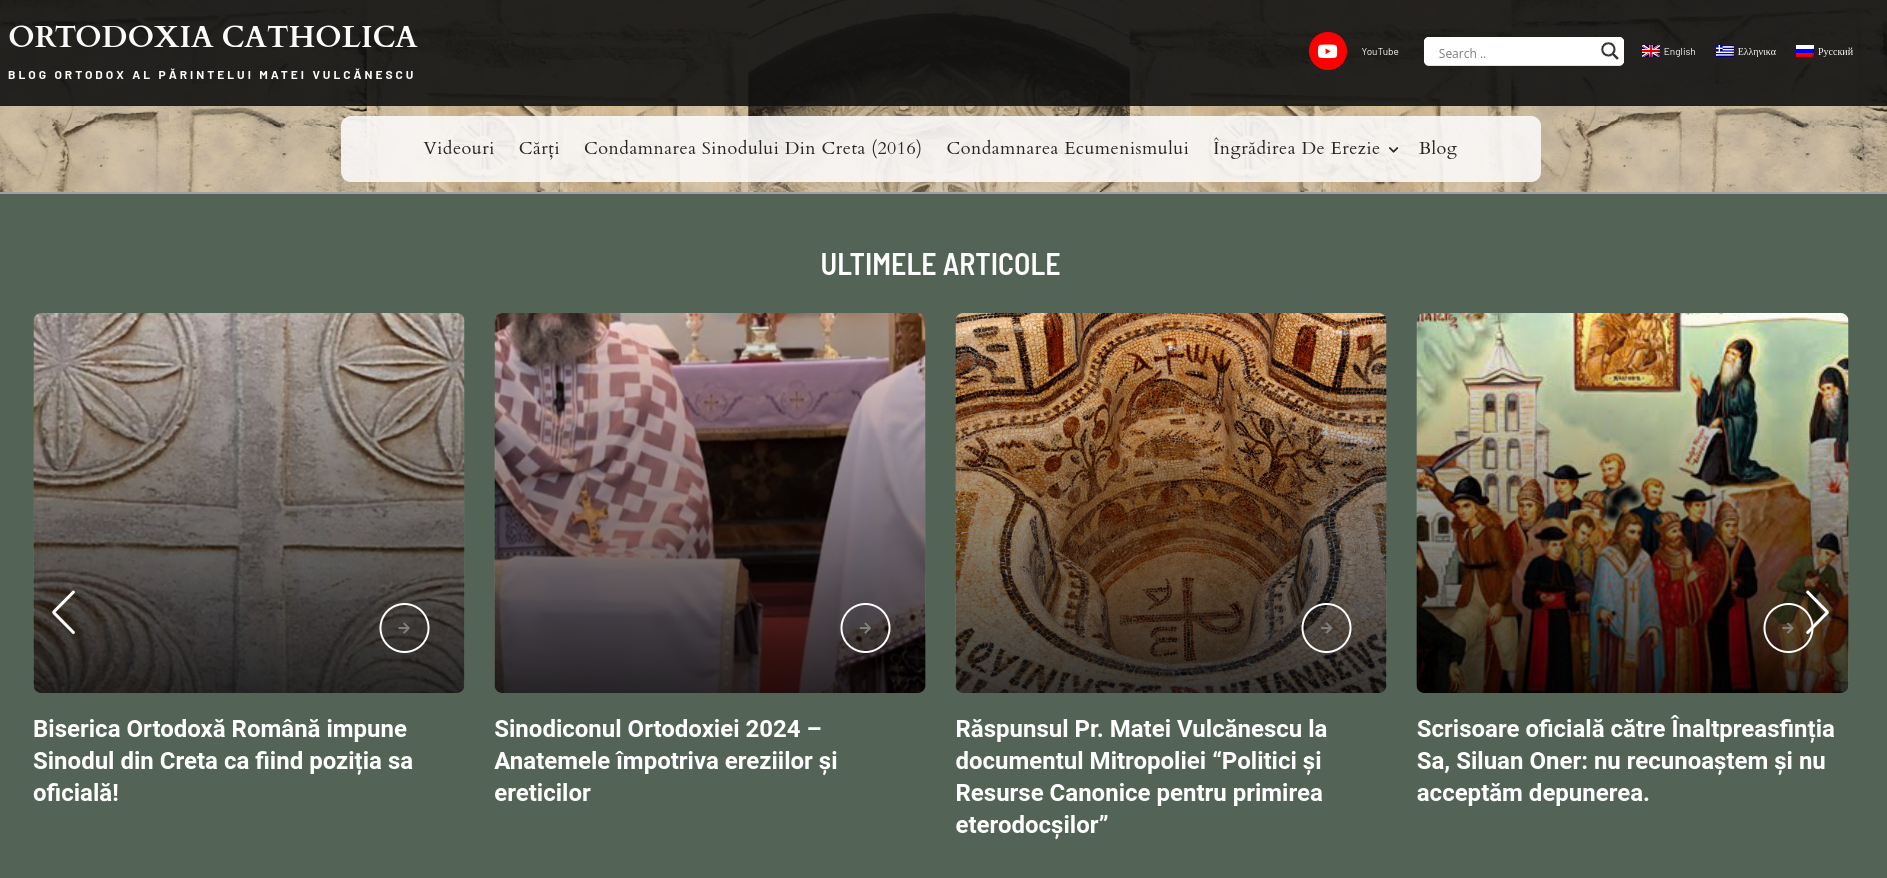 ORTODOXIA CATHOLICA
BLOG ORTODOX AL PĂRINTELUI MATEI VULCĂNESCU
YouTube
Search ..
English
Ελληνικα
Русский
Videouri Cărți Condamnarea Sinodului Din Creta (2016) Condamnarea Ecumenismului Îngrădirea De Erezie Blog
ULTIMELE ARTICOLE
Biserica Ortodoxă Română impune
Sinodul din Creta ca fiind poziția sa
oficială!
Sinodiconul Ortodoxiei 2024 –
Anatemele împotriva ereziilor și
ereticilor
Răspunsul Pr. Matei Vulcănescu la
documentul Mitropoliei “Politici și
Resurse Canonice pentru primirea
eterodocșilor”
Scrisoare oficială către Înaltpreasfinția
Sa, Siluan Oner: nu recunoaștem și nu
acceptăm depunerea.